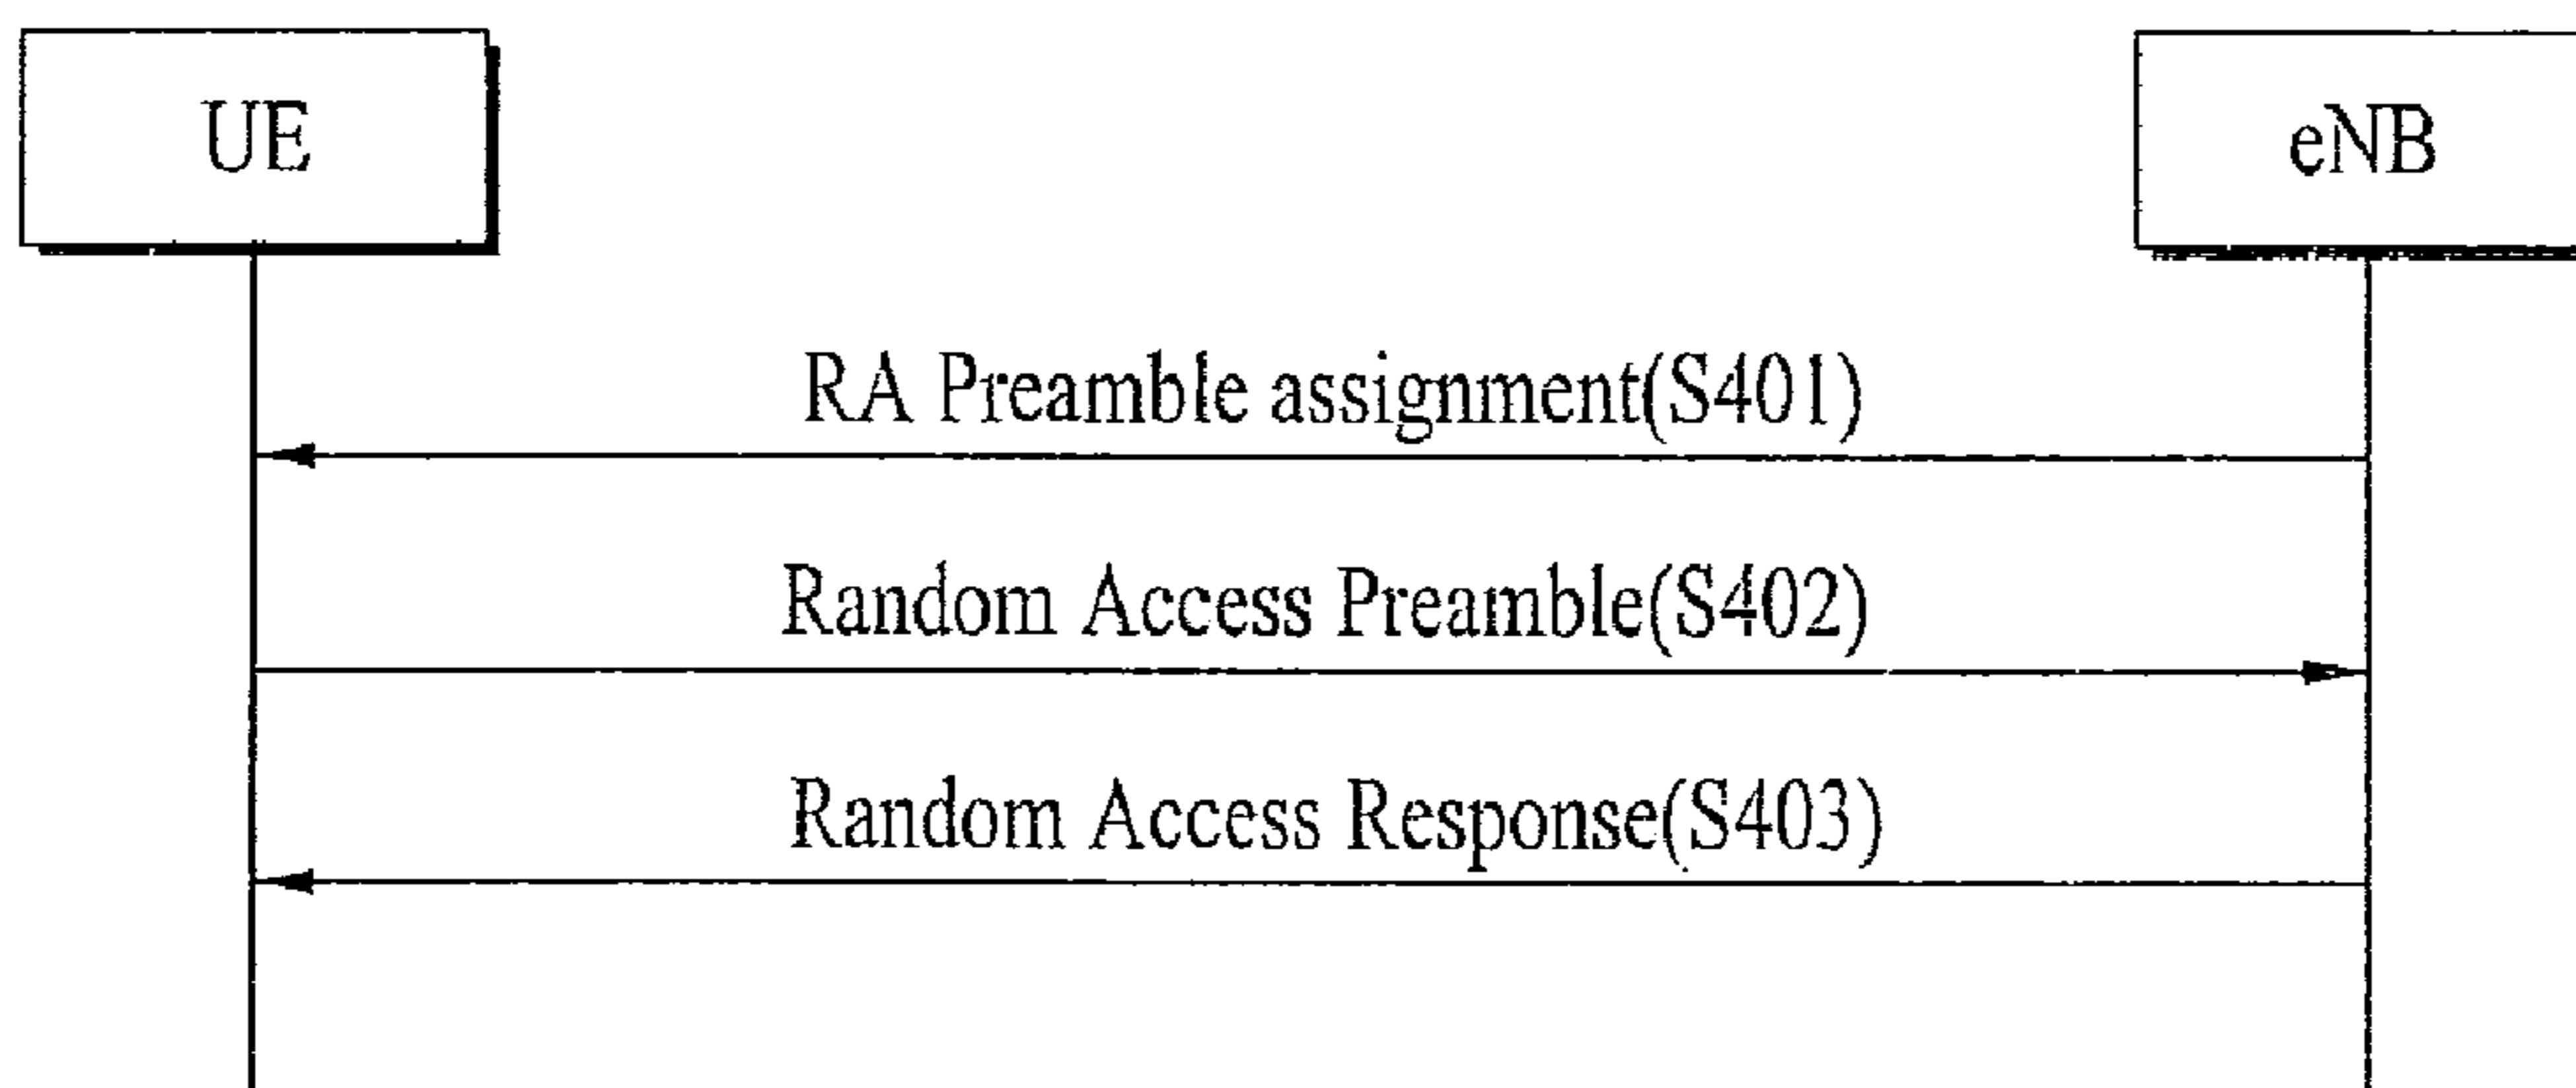 UE
eNB
RA Preamble assignment(S401)
Random Access Preamble(S402)
Random Access Response(S403)